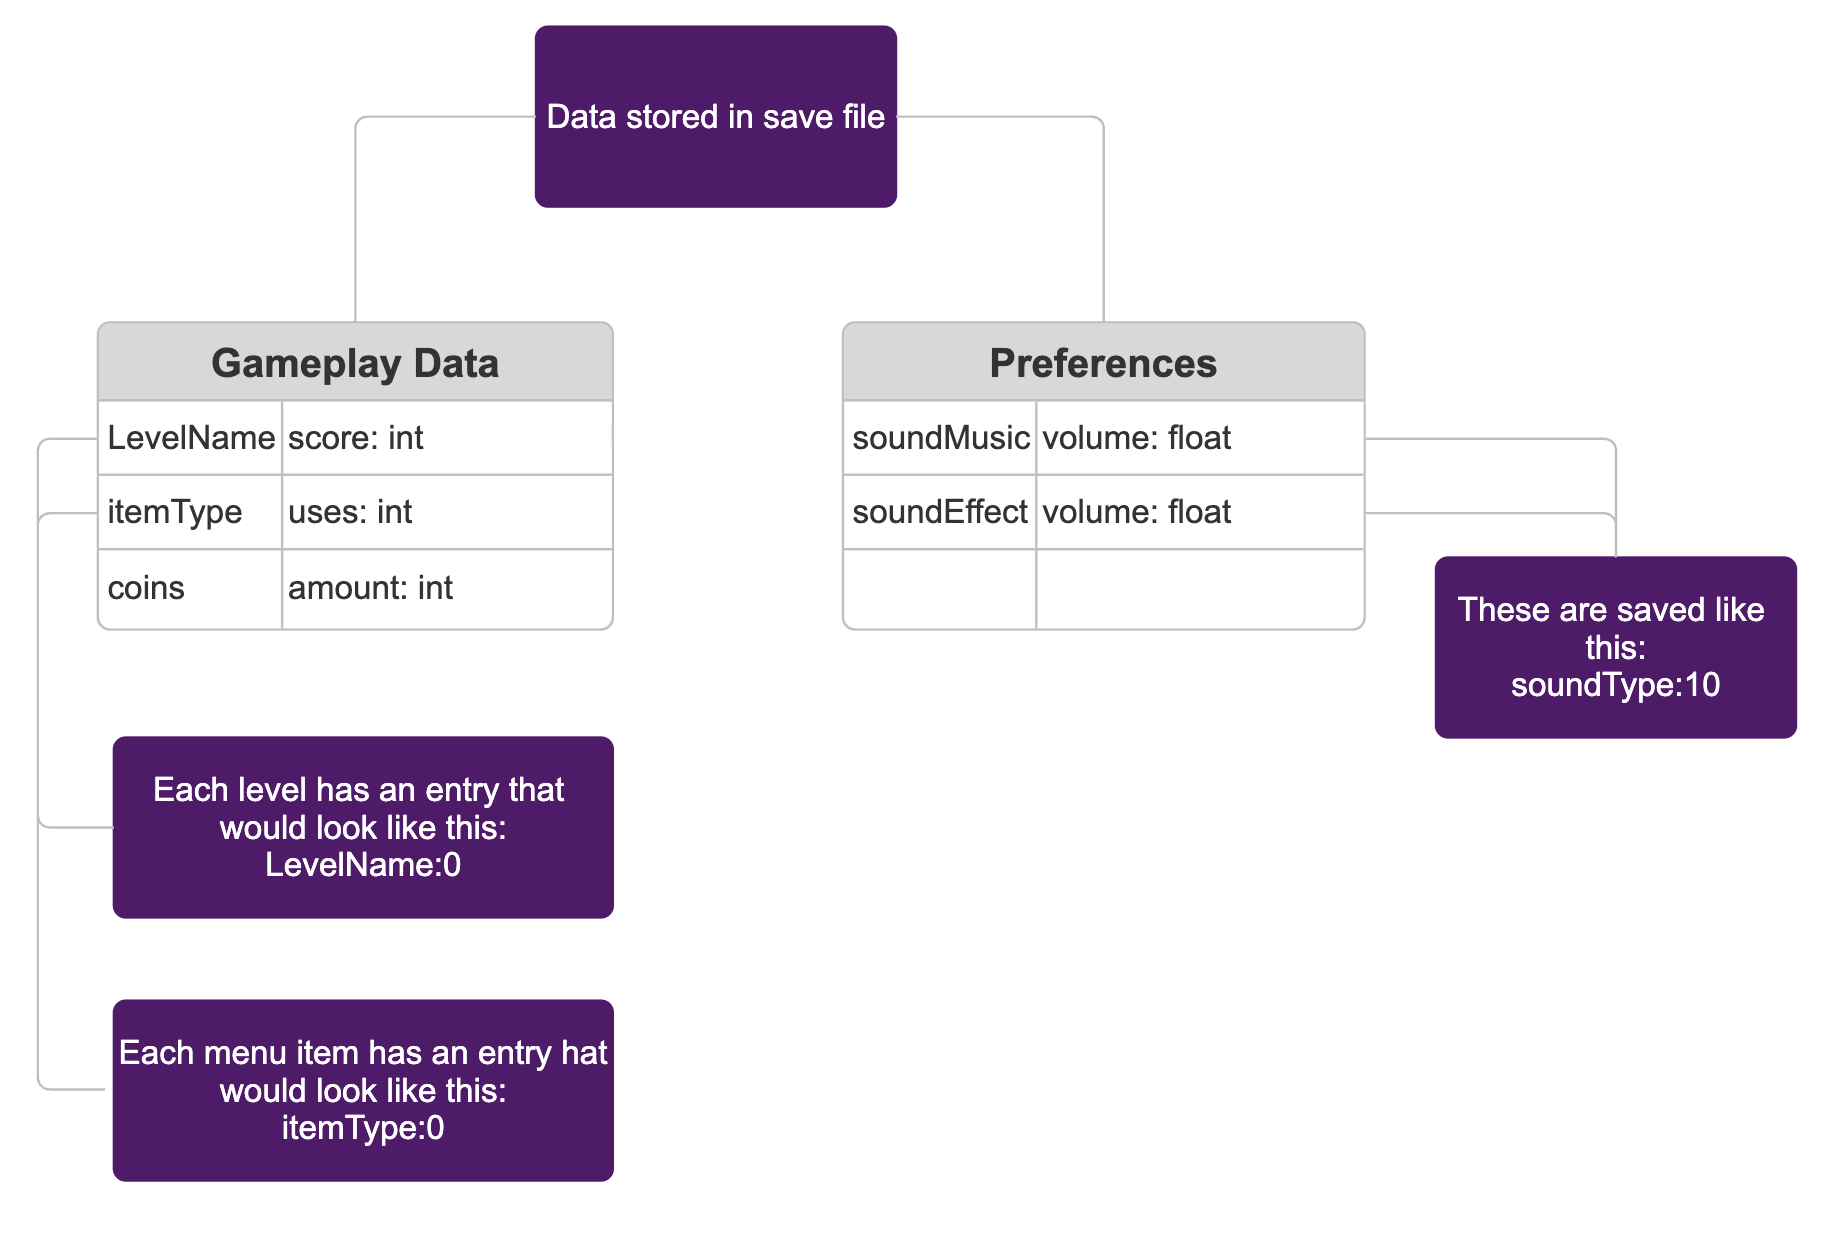 Data stored in save file
Gameplay Data
LevelName score: int
itemType uses: int
coins amount: int
Preferences
soundMusic volume: float
soundEffect volume: float
These are saved like
this:
soundType:10
Each level has an entry that
would look like this:
LevelName:0
Each menu item has an entry hat
would look like this:
itemType:0